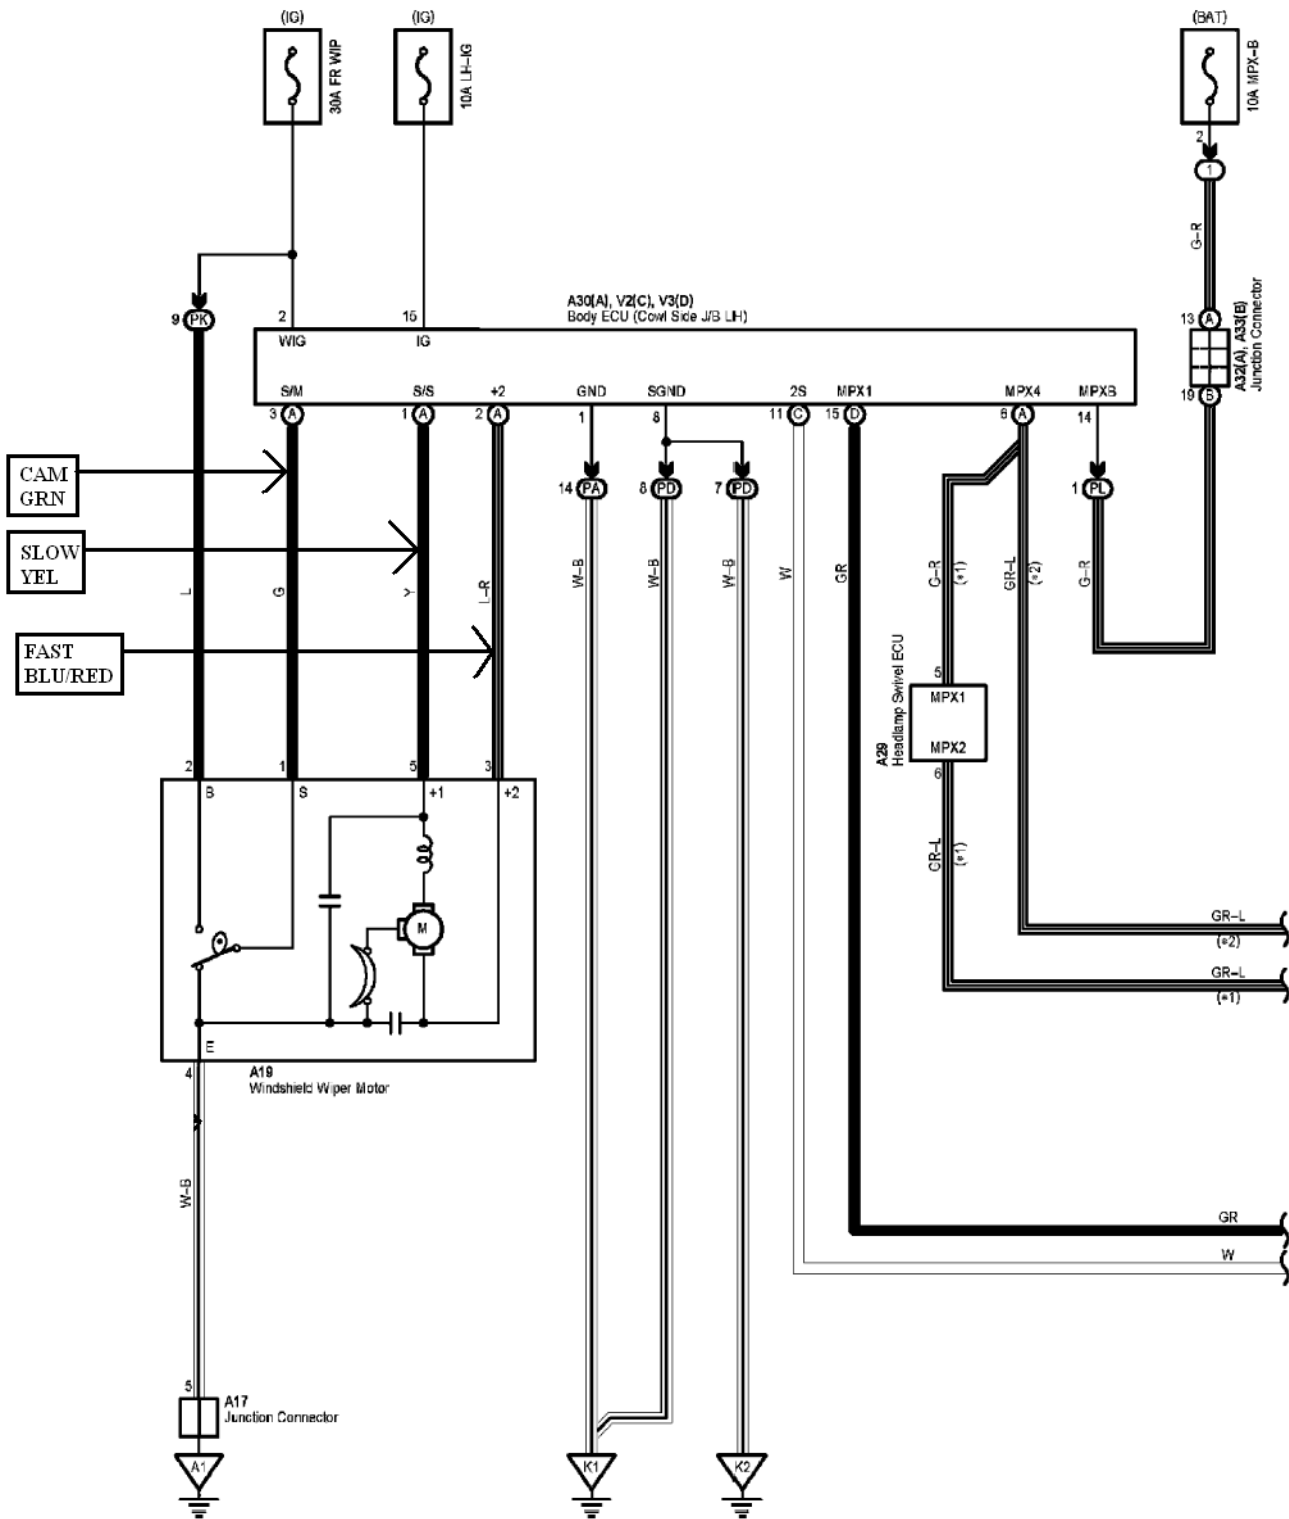 (IG)
(IG)
(BAT)
30A FR WIP
10A LH-IG
10A MPX-B
2
1
G-R
A30(A), V2(C), V3(D)
Body ECU (Cowl Side J/B LH)
9 PK
2
15
13 A
A32(A), A33(B)
Junction Connector
WIG
IG
S/M
S/S
+2
GND
SGND
2S
MPX1
MPX4
MPXB
19 B
3 A
1 A
2 A
1
8
11 C
15 D
6 A
14
CAM
GRN
14 PA
8 PD
7 PD
1 PL
SLOW
YEL
L
G
Y
L-R
W-B
W-B
W-B
W
GR
G-R
(*1)
GR-L
(*2)
G-R
FAST
BLU/RED
5
MPX1
MPX2
A29
Headlamp Swivel ECU
6
2
1
5
3
B
S
+1
+2
GR-L
(*1)
M
GR-L
(*2)
GR-L
(*1)
E
4
A19
Windshield Wiper Motor
W-B
GR
W
5
A17
Junction Connector
A1
K1
K2